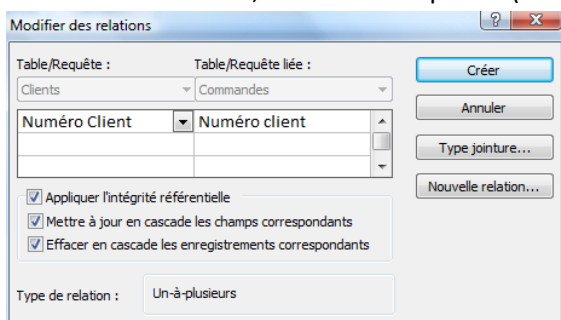 Modifier des relations
Table/Requête : Table/Requête liée :
Clients Commandes
Numéro Client Numéro client
Appliquer l'intégrité référentielle
Mettre à jour en cascade les champs correspondants
Effacer en cascade les enregistrements correspondants
Type de relation : Un-à-plusieurs
Créer
Annuler
Type jointure...
Nouvelle relation...